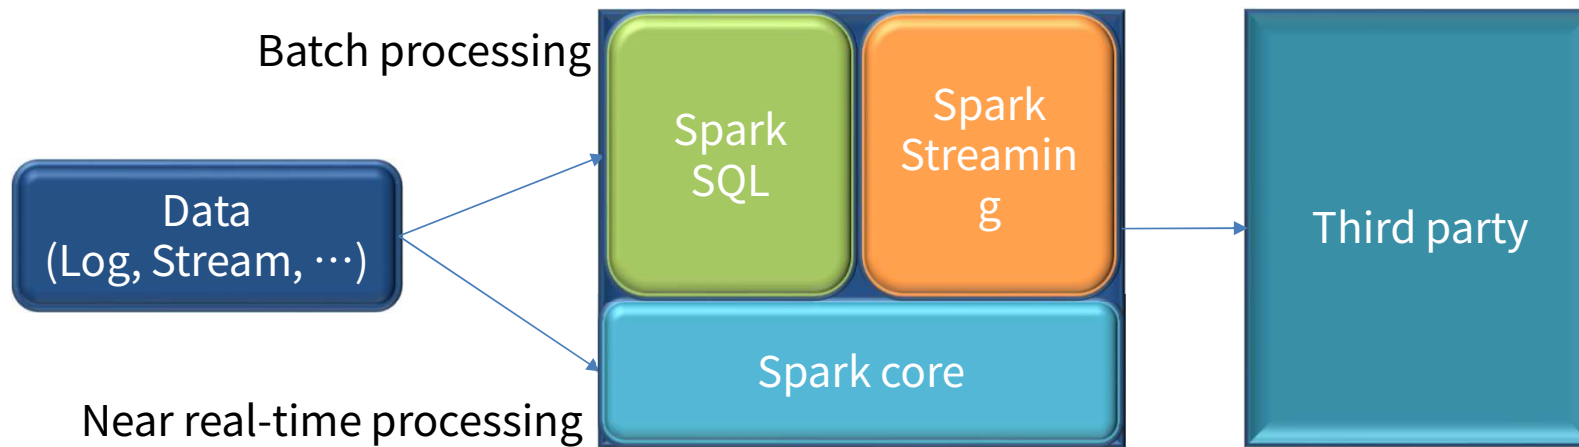 Batch processing
Data
(Log, Stream, …)
Near real-time processing
Spark
SQL
Spark
Streamin
g
Spark core
Third party